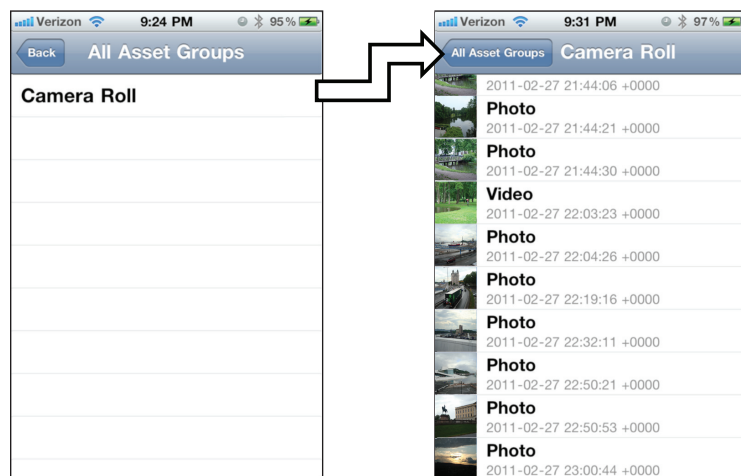 Verizon 9:24 PM 95%
Back All Asset Groups
Camera Roll
Verizon 9:31 PM 97%
All Asset Groups Camera Roll
2011-02-27 21:44:06 +0000
Photo
2011-02-27 21:44:21 +0000
Photo
2011-02-27 21:44:30 +0000
Video
2011-02-27 22:03:23 +0000
Photo
2011-02-27 22:04:26 +0000
Photo
2011-02-27 22:19:16 +0000
Photo
2011-02-27 22:32:11 +0000
Photo
2011-02-27 22:50:21 +0000
Photo
2011-02-27 22:50:53 +0000
Photo
2011-02-27 23:00:44 +0000